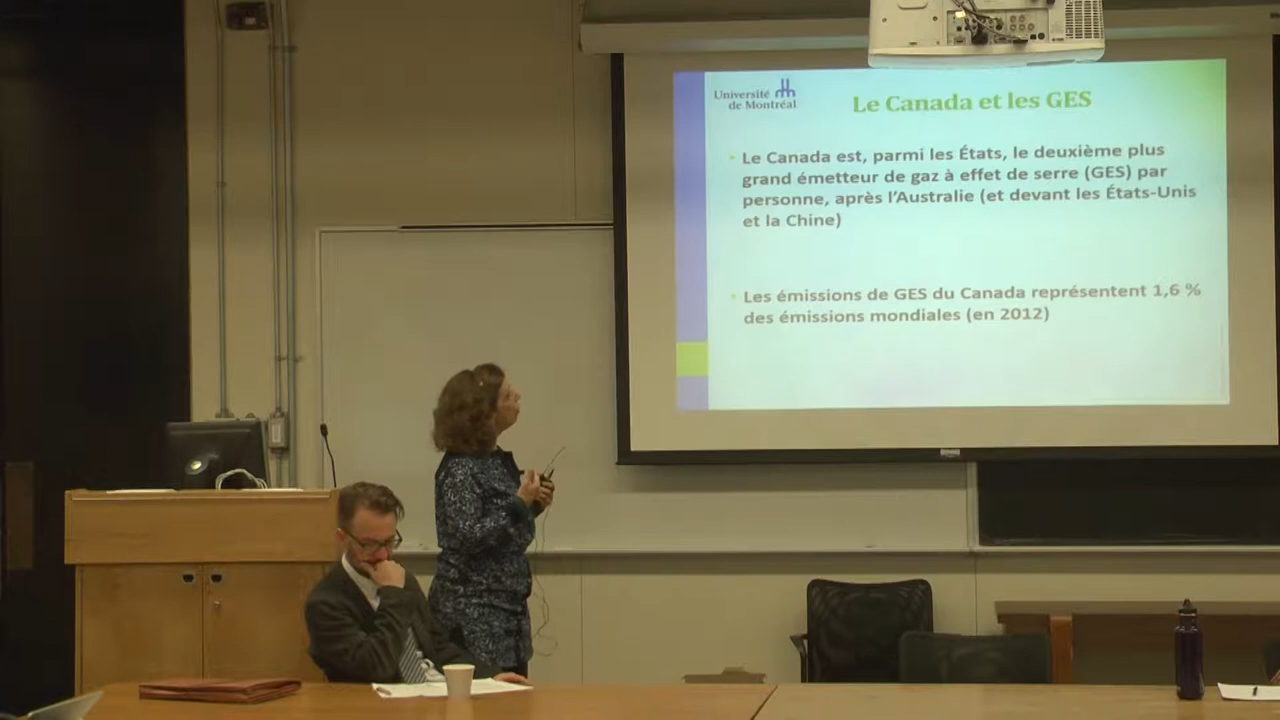 Université
de Montréal
Le Canada et les GES
Le Canada est, parmi les États, le deuxième plus
grand émetteur de gaz à effet de serre (GES) par
personne, après l'Australie (et devant les États-Unis
et la Chine)
Les émissions de GES du Canada représentent 1,6 %
des émissions mondiales (en 2012)